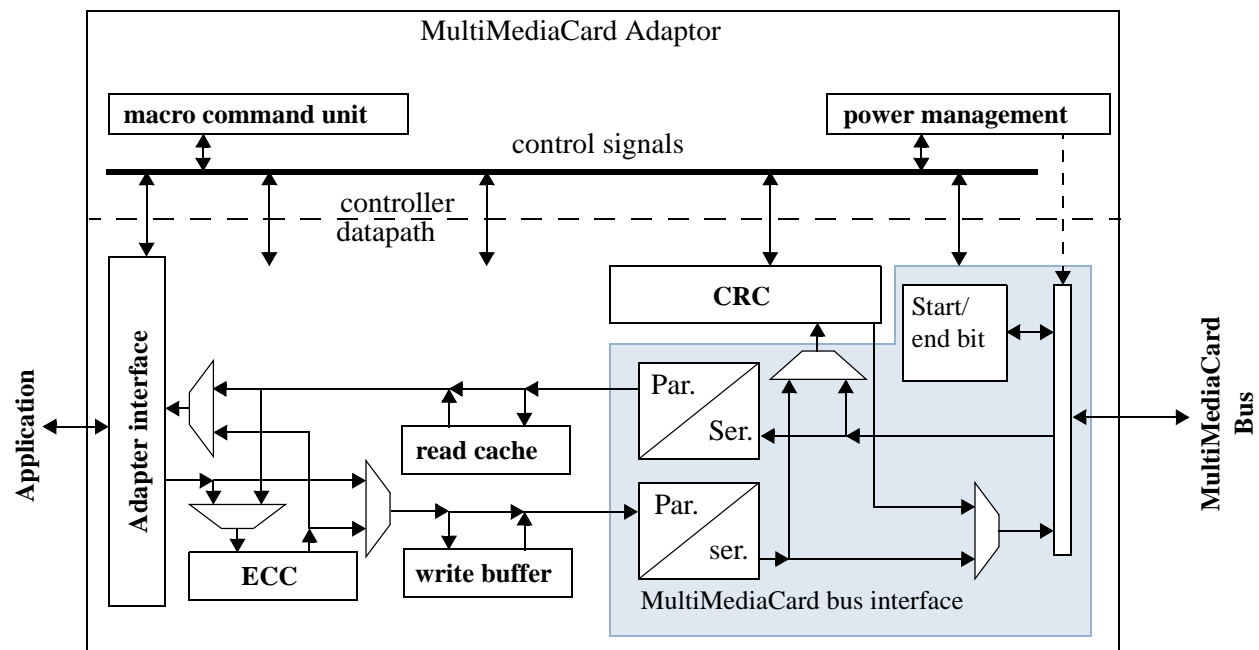 MultiMediaCard Adaptor
macro command unit
power management
control signals
controller
datapath
CRC
Start/
end bit
Adapter interface
Application
MultiMediaCard
Bus
Par.
Ser.
read cache
Par.
ser.
ECC
write buffer
MultiMediaCard bus interface